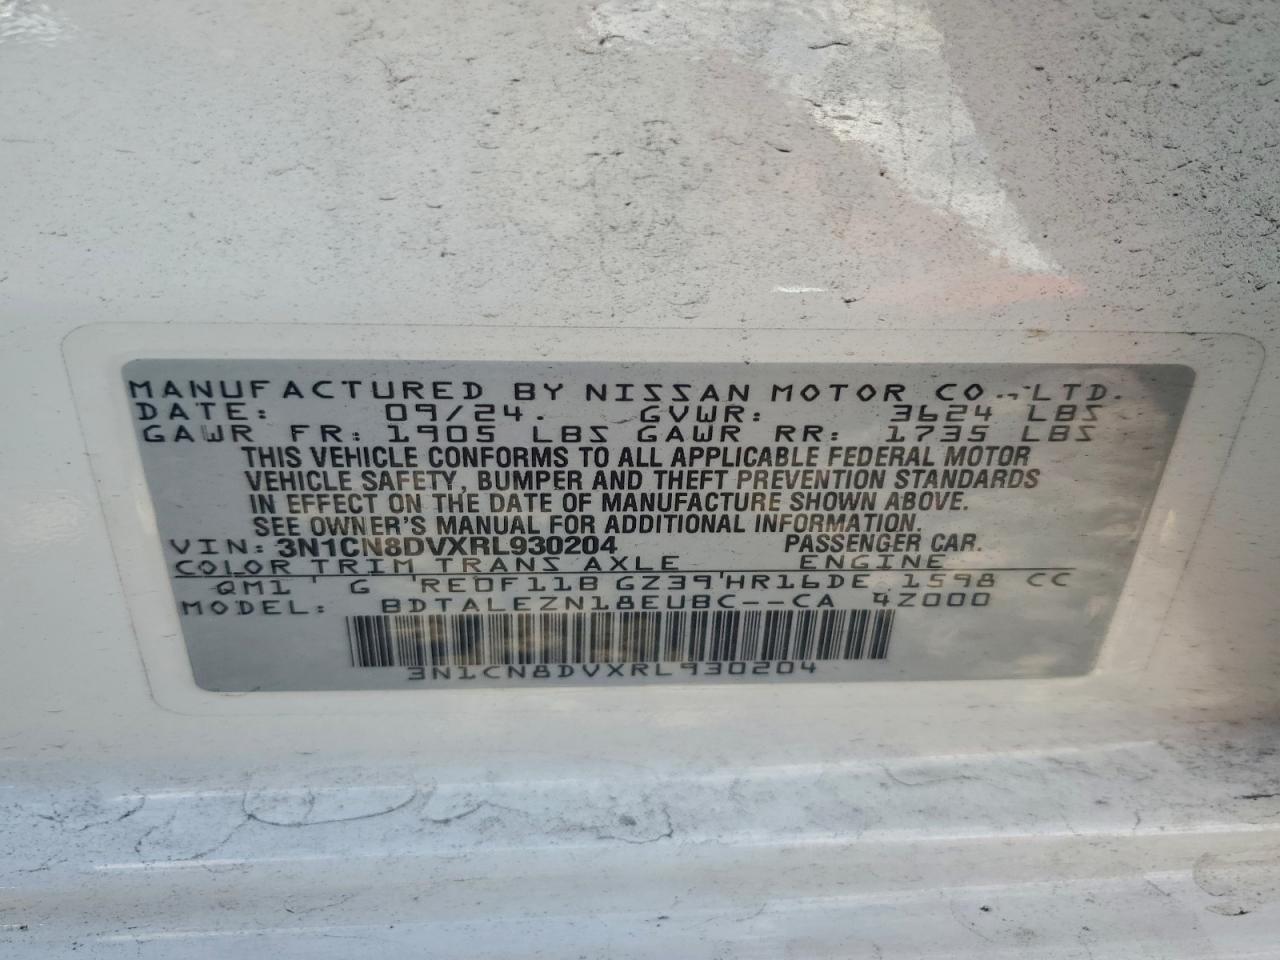 MANUFACTURED BY NISSAN MOTOR CO., LTD.
DATE: 09/24. GVWR: 3624 LBS
GAWR FR: 1905 LBS GAWR RR: 1735 LBS
THIS VEHICLE CONFORMS TO ALL APPLICABLE FEDERAL MOTOR
VEHICLE SAFETY, BUMPER AND THEFT PREVENTION STANDARDS
IN EFFECT ON THE DATE OF MANUFACTURE SHOWN ABOVE.
SEE OWNER'S MANUAL FOR ADDITIONAL INFORMATION.
VIN: 3N1CN8DVXRL930204 PASSENGER CAR.
COLOR TRIM TRANS AXLE ENGINE
QM1 ' G 'RE0F11B GZ39'HR16DE 1598 CC
MODEL: BDTALEZN18EUBC--CA 4Z000
3N1CN8DVXRL930204